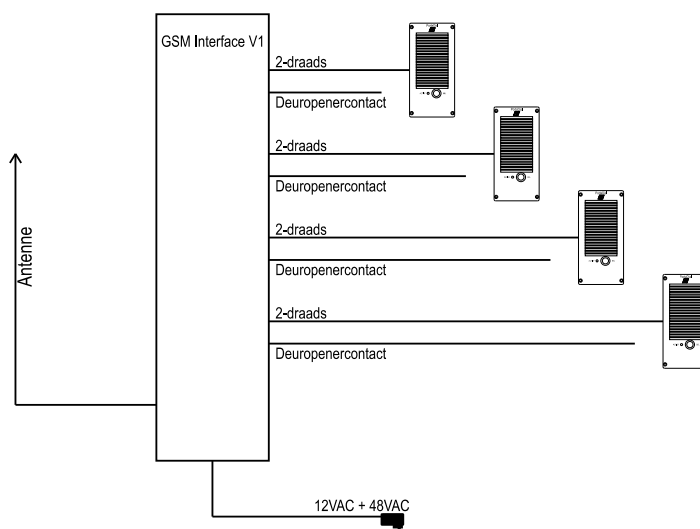 GSM Interface V1
2-draads
Deuropenercontact
2-draads
Deuropenercontact
2-draads
Deuropenercontact
2-draads
Deuropenercontact
Antenne
12VAC + 48VAC